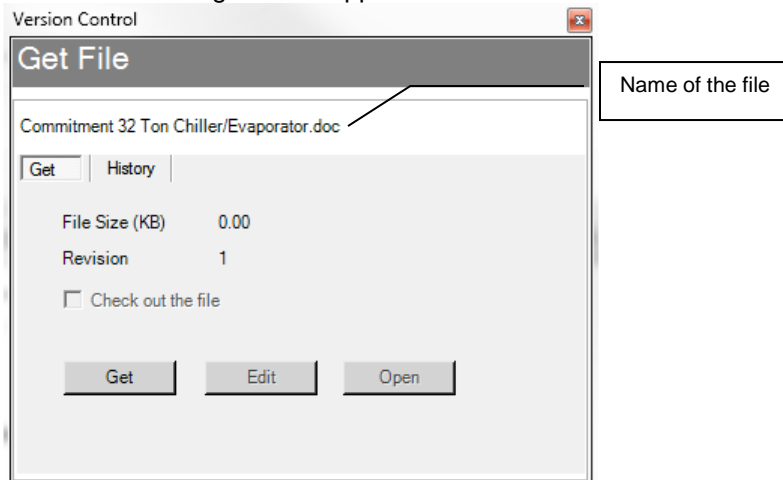 Version Control
Get File
Name of the file
Commitment 32 Ton Chiller/Evaporator.doc
Get History
File Size (KB) 0.00
Revision 1
Check out the file
Get Edit Open